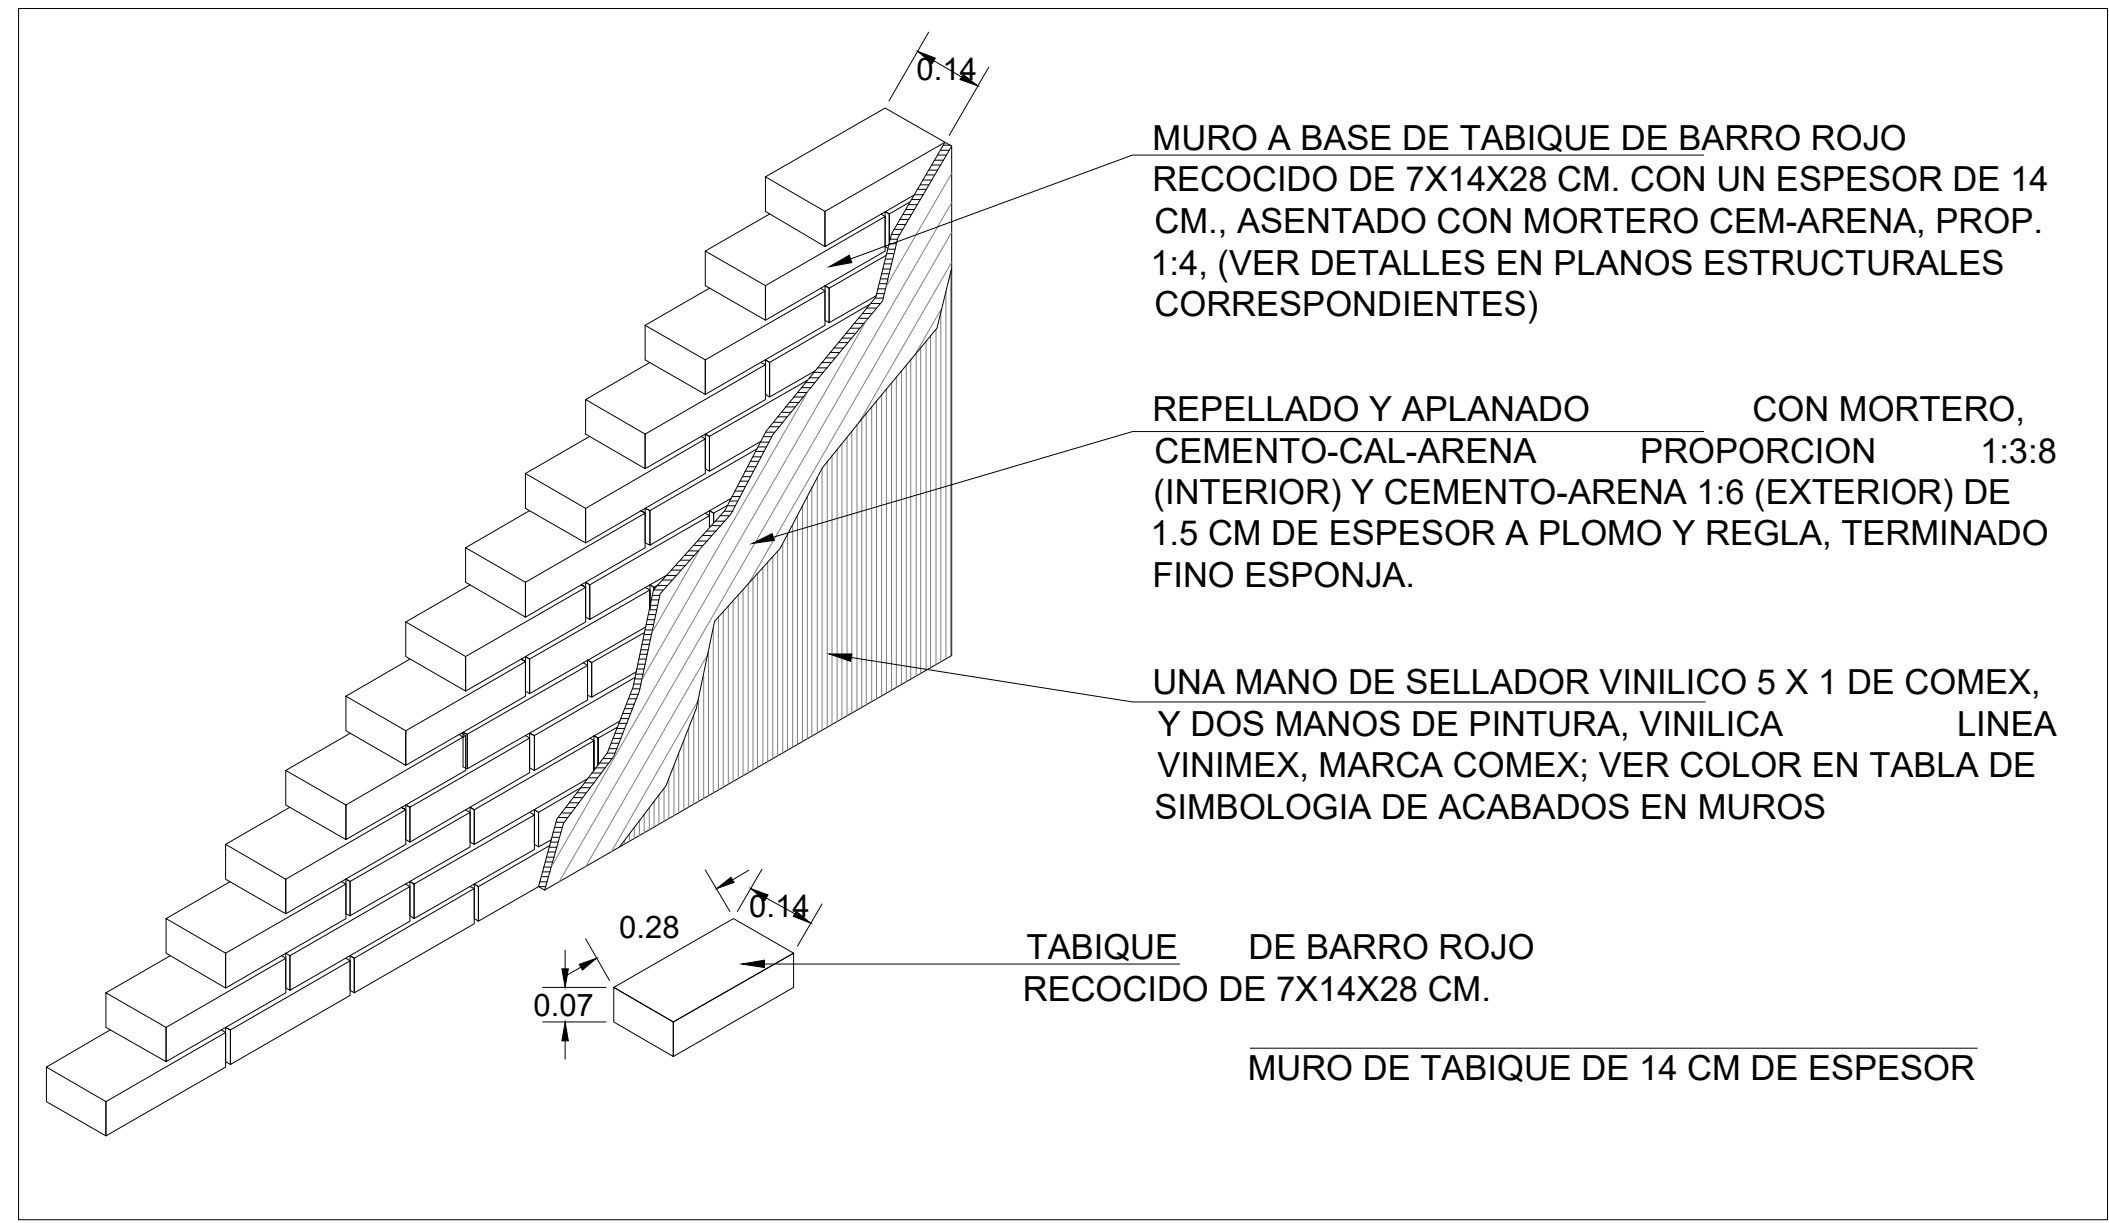 0.14
MURO A BASE DE TABIQUE DE BARRO ROJO
RECOCIDO DE 7X14X28 CM. CON UN ESPESOR DE 14
CM., ASENTADO CON MORTERO CEM-ARENA, PROP.
1:4, (VER DETALLES EN PLANOS ESTRUCTURALES
CORRESPONDIENTES)
REPELLADO Y APLANADO CON MORTERO,
CEMENTO-CAL-ARENA PROPORCION 1:3:8
(INTERIOR) Y CEMENTO-ARENA 1:6 (EXTERIOR) DE
1.5 CM DE ESPESOR A PLOMO Y REGLA, TERMINADO
FINO ESPONJA.
UNA MANO DE SELLADOR VINILICO 5 X 1 DE COMEX,
Y DOS MANOS DE PINTURA, VINILICA LINEA
VINIMEX, MARCA COMEX; VER COLOR EN TABLA DE
SIMBOLOGIA DE ACABADOS EN MUROS
0.14
0.28
0.07
TABIQUE DE BARRO ROJO
RECOCIDO DE 7X14X28 CM.
MURO DE TABIQUE DE 14 CM DE ESPESOR